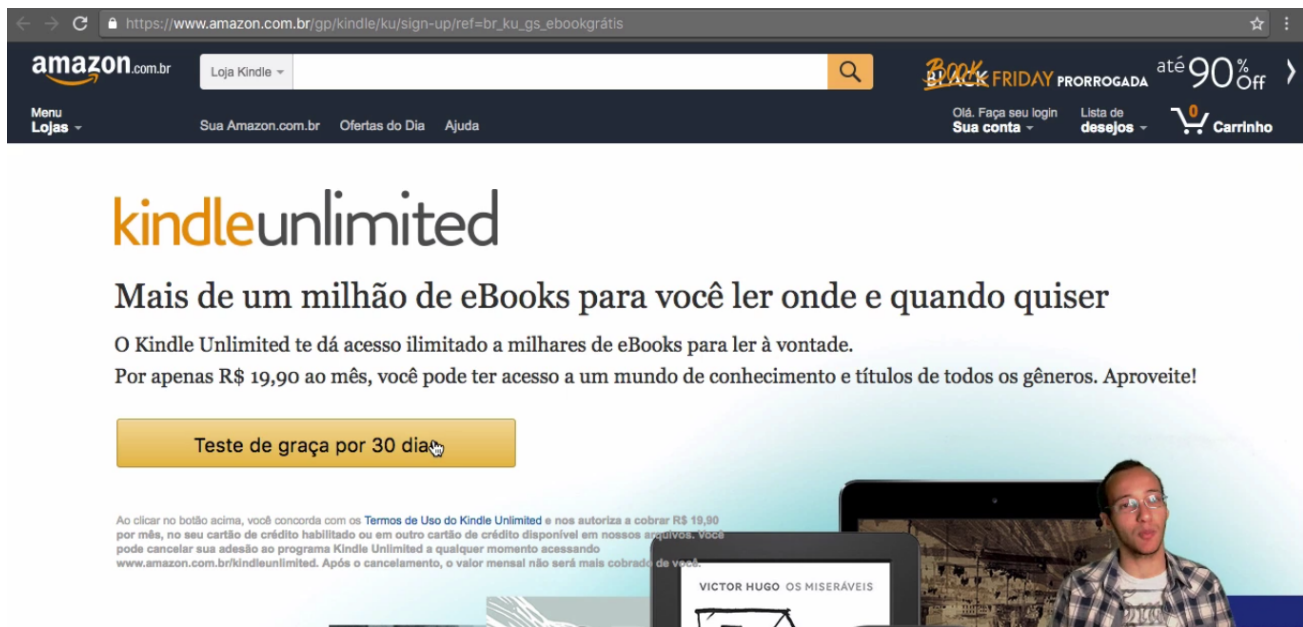 https://www.amazon.com.br/gp/kindle/ku/sign-up/ref=br_ku_gs_ebookgrátis
amazon.com.br
Loja Kindle
BLACK BOOK FRIDAY PRORROGADA até 90% Off
Menu
Lojas
Sua Amazon.com.br Ofertas do Dia Ajuda
Olá. Faça seu login
Sua conta
Lista de
desejos
0
Carrinho
kindleunlimited
Mais de um milhão de eBooks para você ler onde e quando quiser
O Kindle Unlimited te dá acesso ilimitado a milhares de eBooks para ler à vontade.
Por apenas R$ 19,90 ao mês, você pode ter acesso a um mundo de conhecimento e títulos de todos os gêneros. Aproveite!
Teste de graça por 30 dias
Ao clicar no botão acima, você concorda com os Termos de Uso do Kindle Unlimited e nos autoriza a cobrar R$ 19,90
por mês, no seu cartão de crédito habilitado ou em outro cartão de crédito disponível em nossos arquivos. Você
pode cancelar sua adesão ao programa Kindle Unlimited a qualquer momento acessando
www.amazon.com.br/kindleunlimited. Após o cancelamento, o valor mensal não será mais cobrado de você.
VICTOR HUGO OS MISERÁVEIS